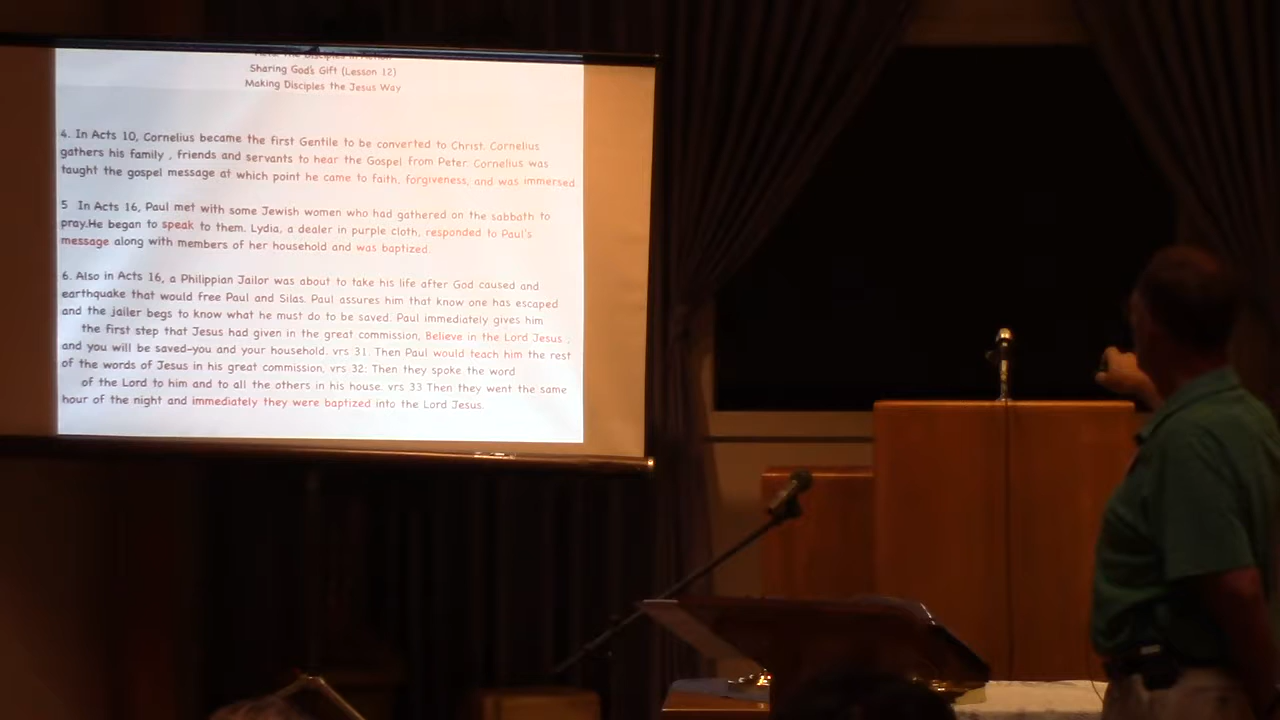 Sharing God's Gift (Lesson 12)
Making Disciples the Jesus Way
4. In Acts 10, Cornelius became the first Gentile to be converted to Christ. Cornelius
gathers his family , friends and servants to hear the Gospel from Peter. Cornelius was
taught the gospel message at which point he came to faith, forgiveness, and was immersed
5 In Acts 16, Paul met with some Jewish women who had gathered on the sabbath to
pray.He began to speak to them. Lydia, a dealer in purple cloth, responded to Paul's
message along with members of her household and was baptized.
6. Also in Acts 16, a Philippian Jailor was about to take his life after God caused and
earthquake that would free Paul and Silas. Paul assures him that know one has escaped
and the jailer begs to know what he must do to be saved. Paul immediately gives him
the first step that Jesus had given in the great commission, Believe in the Lord Jesus ,
and you will be saved-you and your household. vrs 31. Then Paul would teach him the rest
of the words of Jesus in his great commission, vrs 32: Then they spoke the word
of the Lord to him and to all the others in his house. vrs 33 Then they went the same
hour of the night and immediately they were baptized into the Lord Jesus.